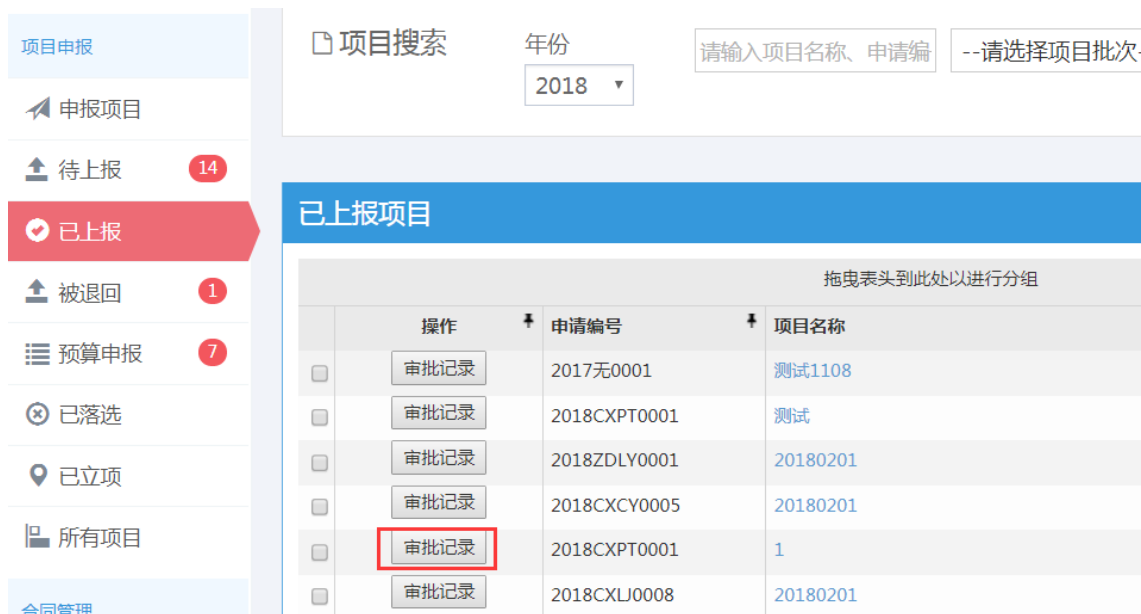 项目申报
申报项目
待上报 14
已上报
被退回 1
预算申报 7
已落选
已立项
所有项目
合同管理
项目搜索
年份
2018
请输入项目名称、申请编
--请选择项目批次-
已上报项目
拖曳表头到此处以进行分组
操作 申请编号 项目名称
审批记录 2017无0001 测试1108
审批记录 2018CXPT0001 测试
审批记录 2018ZDLY0001 20180201
审批记录 2018CXCY0005 20180201
审批记录 2018CXPT0001 1
审批记录 2018CXLJ0008 20180201